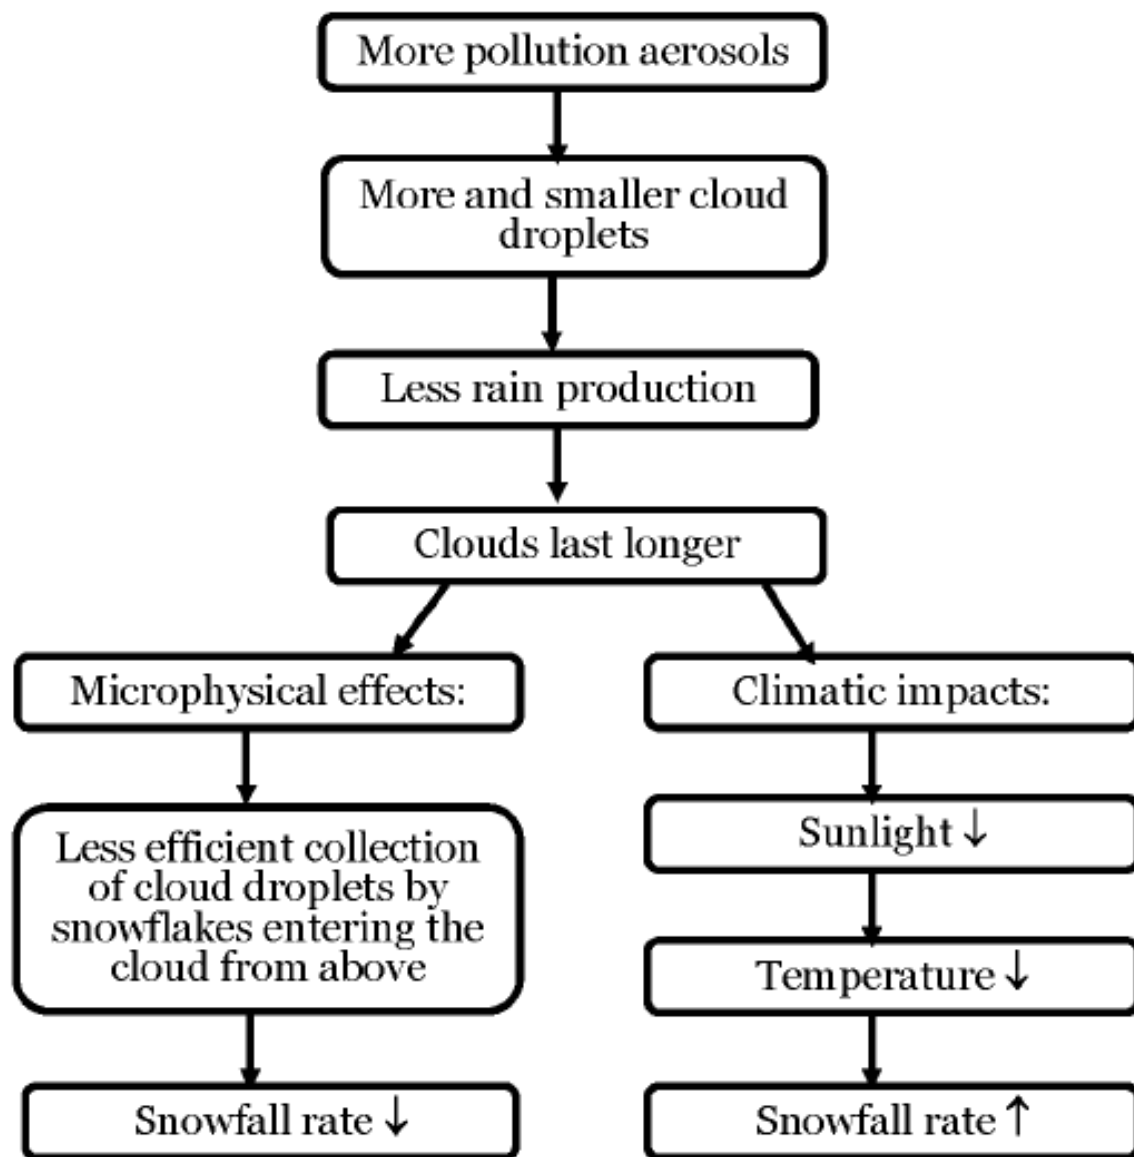 More pollution aerosols
More and smaller cloud
droplets
Less rain production
Clouds last longer
Microphysical effects:
Less efficient collection
of cloud droplets by
snowflakes entering the
cloud from above
Snowfall rate ↓
Climatic impacts:
Sunlight ↓
Temperature ↓
Snowfall rate ↑